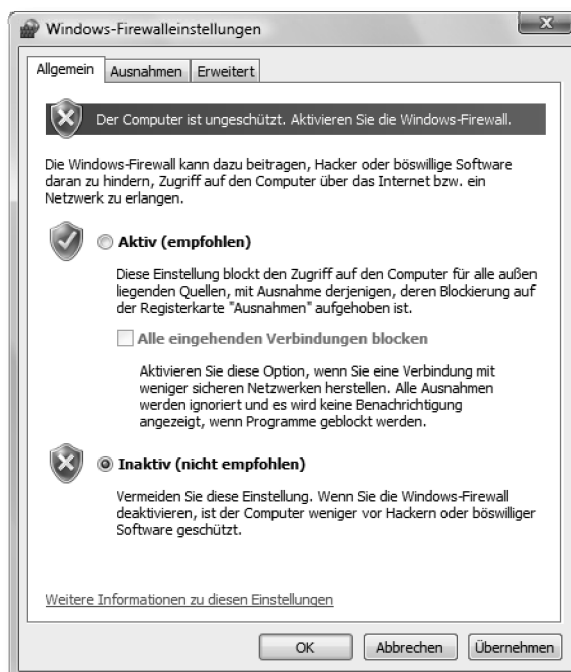 Windows-Firewalleinstellungen
Allgemein Ausnahmen Erweitert
Der Computer ist ungeschützt. Aktivieren Sie die Windows-Firewall.
Die Windows-Firewall kann dazu beitragen, Hacker oder böswillige Software
daran zu hindern, Zugriff auf den Computer über das Internet bzw. ein
Netzwerk zu erlangen.
Aktiv (empfohlen)
Diese Einstellung blockt den Zugriff auf den Computer für alle außen
liegenden Quellen, mit Ausnahme derjenigen, deren Blockierung auf
der Registerkarte "Ausnahmen" aufgehoben ist.
Alle eingehenden Verbindungen blocken
Aktivieren Sie diese Option, wenn Sie eine Verbindung mit
weniger sicheren Netzwerken herstellen. Alle Ausnahmen
werden ignoriert und es wird keine Benachrichtigung
angezeigt, wenn Programme geblockt werden.
Inaktiv (nicht empfohlen)
Vermeiden Sie diese Einstellung. Wenn Sie die Windows-Firewall
deaktivieren, ist der Computer weniger vor Hackern oder böswilliger
Software geschützt.
Weitere Informationen zu diesen Einstellungen
OK Abbrechen Übernehmen